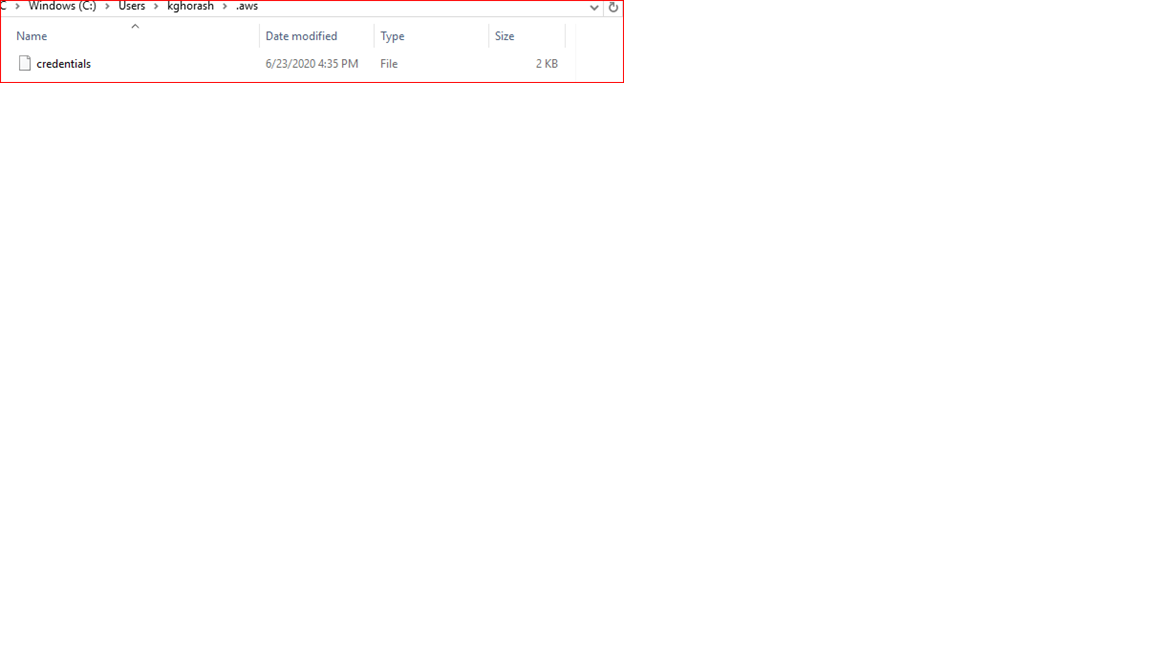 Windows (C:) > Users > kghorash > .aws
Name Date modified Type Size
credentials 6/23/2020 4:35 PM File 2 KB